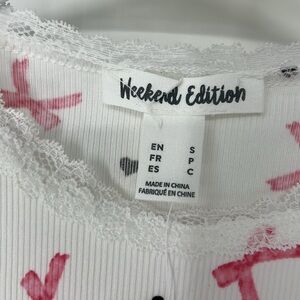 Weekend Edition
EN S
FR P
ES C
MADE IN CHINA
FABRIQUÉ EN CHINE